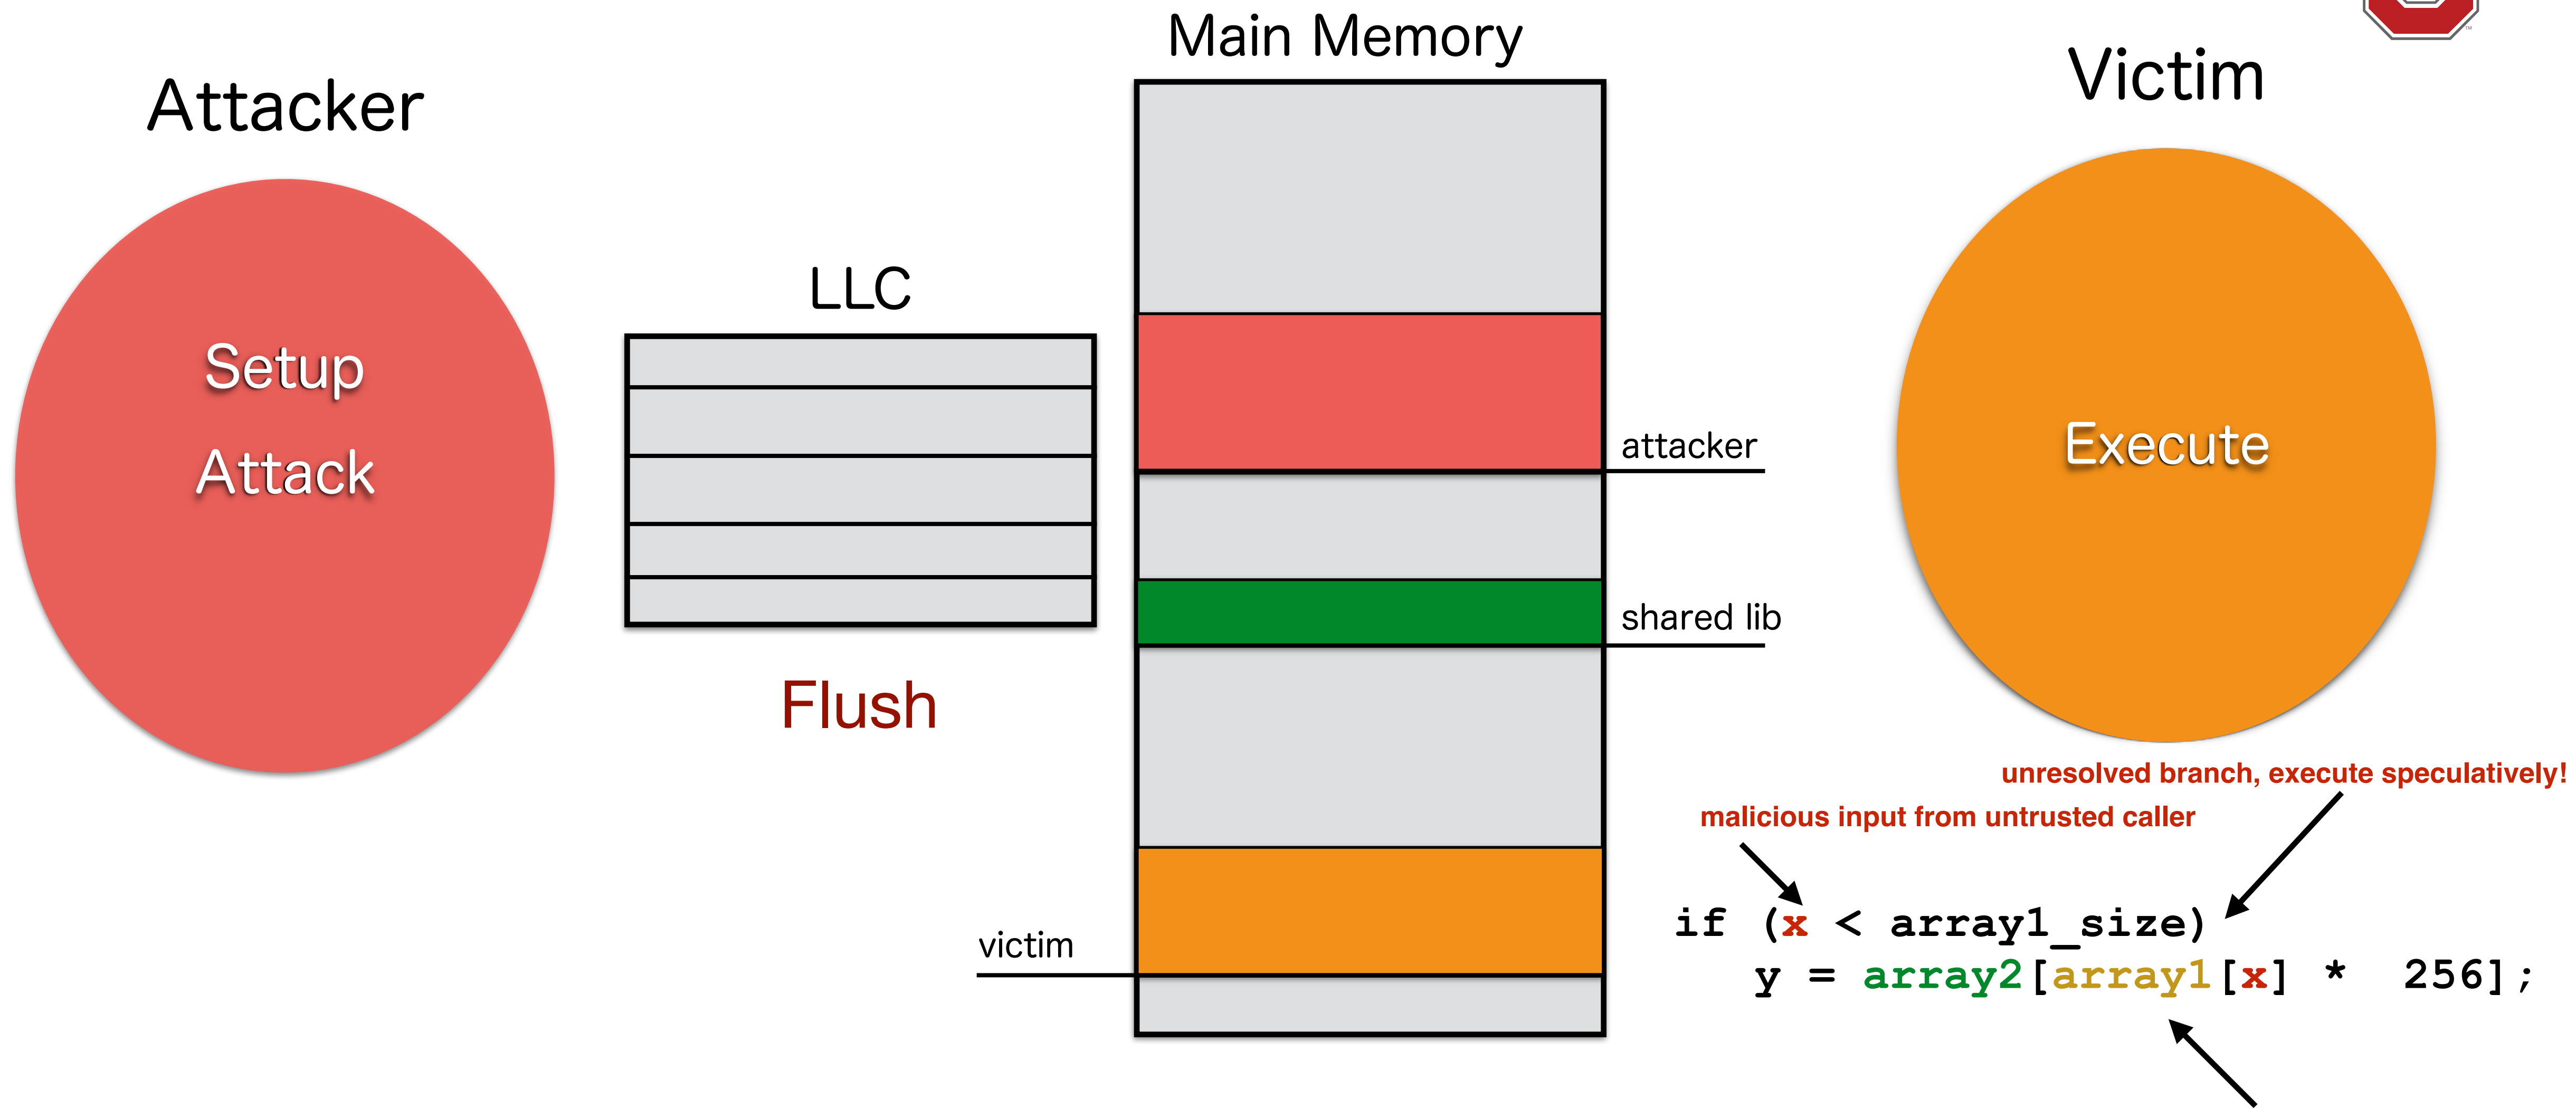 Main Memory
Attacker
Victim
LLC
Setup
Attack
Execute
attacker
shared lib
Flush
unresolved branch, execute speculatively!
malicious input from untrusted caller
victim
if (x < array1_size)
y = array2[array1[x] * 256];